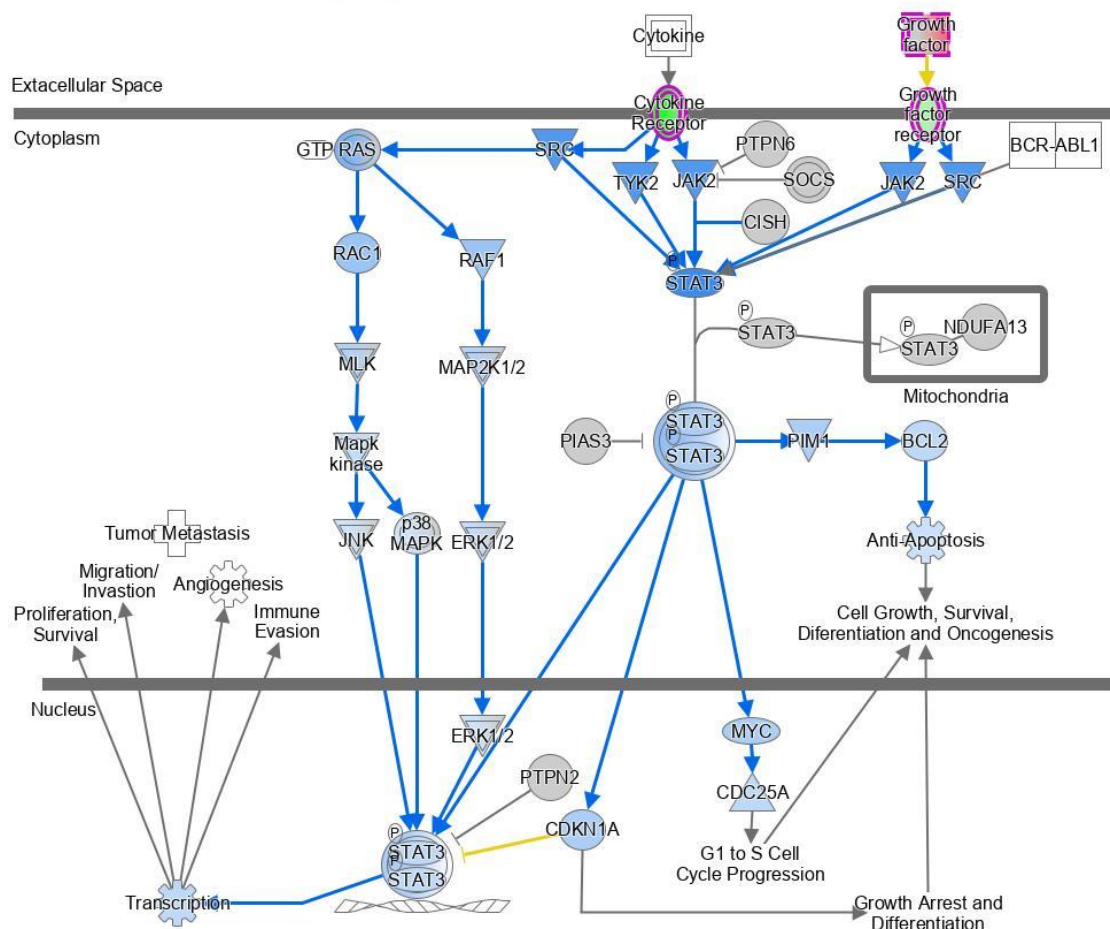 Cytokine
Growth
factor
Extacellular Space
Cytokine
Receptor
Growth
factor
receptor
Cytoplasm
GTP
RAS
SRC
TYK2
JAK2
PTPN6
SOCS
CISH
JAK2
SRC
BCR-ABL1
RAC1
RAF1
P
STAT3
P
STAT3
P
STAT3
NDUFA13
Mitochondria
MLK
MAP2K1/2
P
STAT3
P
STAT3
PIAS3
PIM1
BCL2
Mapk
kinase
JNK
p38
MAPK
ERK1/2
Anti-Apoptosis
Tumor Metastasis
Migration/
Invastion
Angiogenesis
Proliferation,
Survival
Immune
Evasion
Cell Growth, Survival,
Diferentiation and Oncogenesis
Nucleus
ERK1/2
MYC
PTPN2
CDC25A
CDKN1A
P
STAT3
P
STAT3
G1 to S Cell
Cycle Progression
Transcription
Growth Arrest and
Differentiation